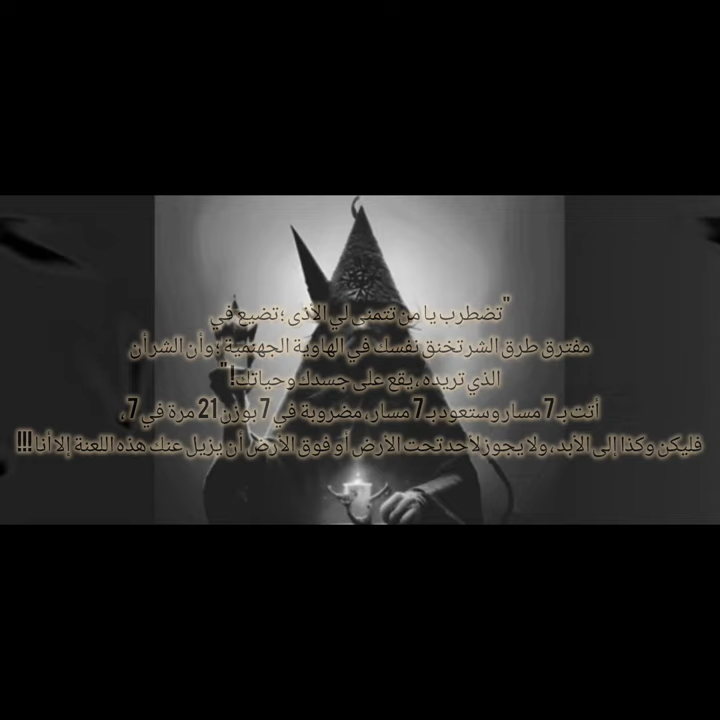 "تضطرب يا من تتمنى لي الأذى ؛ تضيع في
مفترق طرق الشر تخنق نفسك في الهاوية الجهنمية ؛ وأن الشر أن
الذي تريده ، يقع على جسدك وحياتك!"
أتت بـ 7 مسار وستعود بـ 7 مسار ، مضروبة في 7 بوزن 21 مرة في 7 ،
فليكن وكذا إلى الأبد ، ولا يجوز لأحد تحت الأرض أو فوق الأرض أن يزيل عنك هذه اللعنة إلا أنا !!!